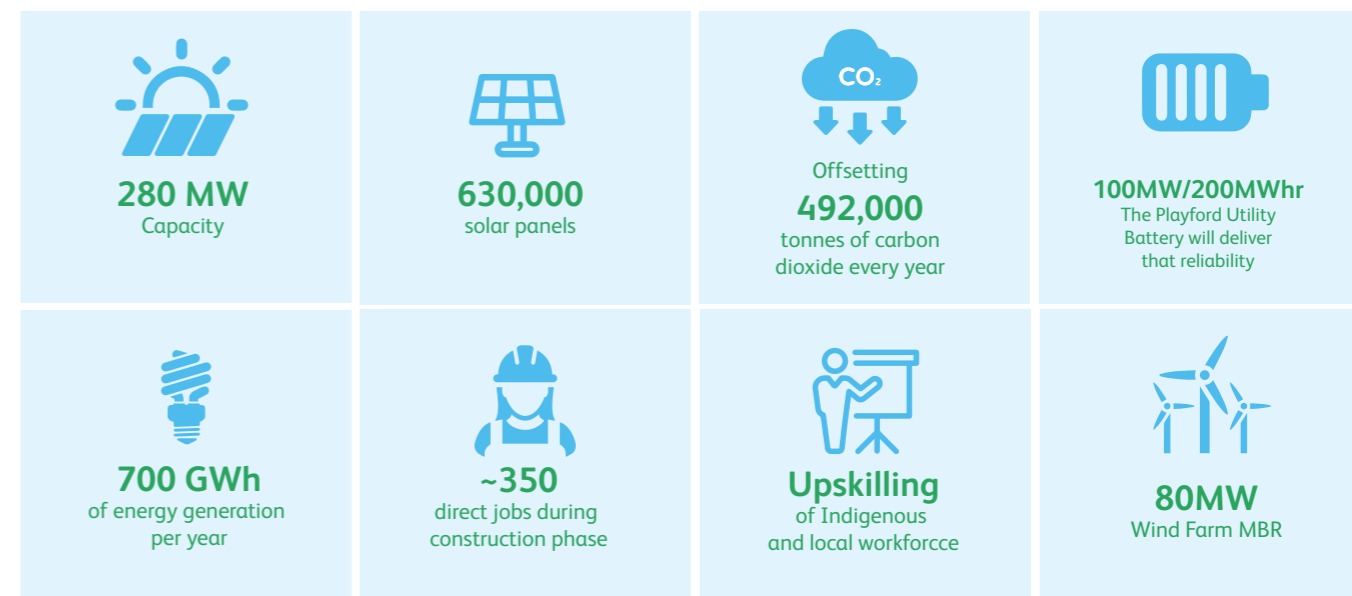 280 MW
Capacity
630,000
solar panels
CO₂
Offsetting
492,000
tonnes of carbon
dioxide every year
100MW/200MWhr
The Playford Utility
Battery will deliver
that reliability
700 GWh
of energy generation
per year
~350
direct jobs during
construction phase
Upskilling
of Indigenous
and local workforcce
80MW
Wind Farm MBR